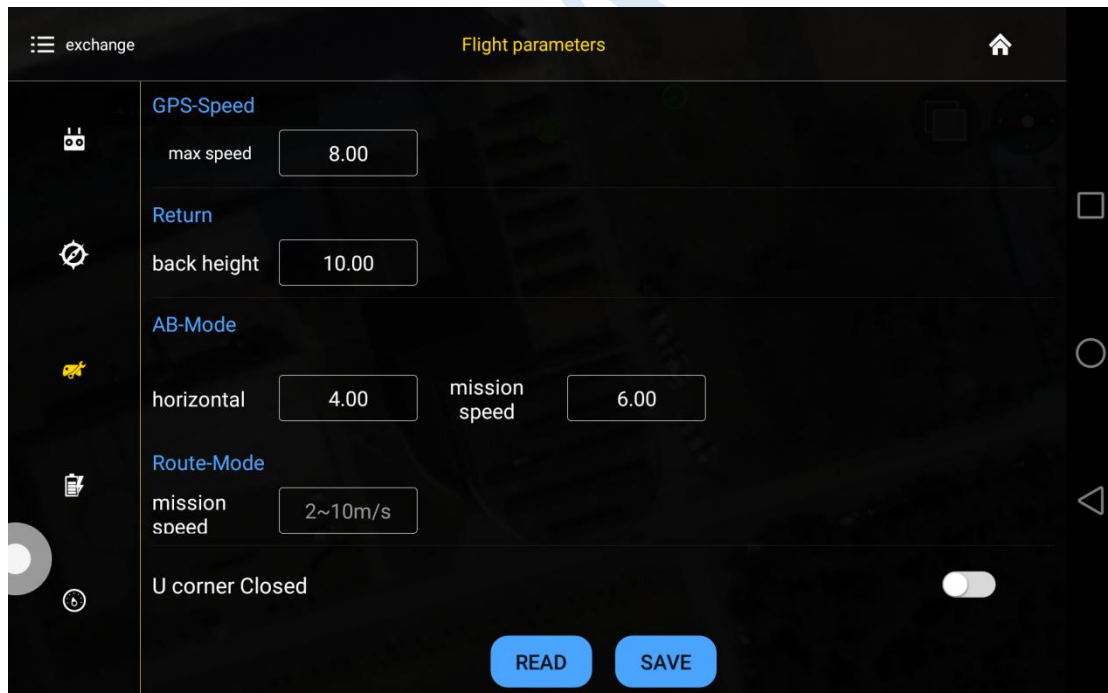 exchange
Flight parameters
GPS-Speed
max speed 8.00
Return
back height 10.00
AB-Mode
horizontal 4.00 mission speed 6.00
Route-Mode
mission speed 2~10m/s
U corner Closed
READ SAVE